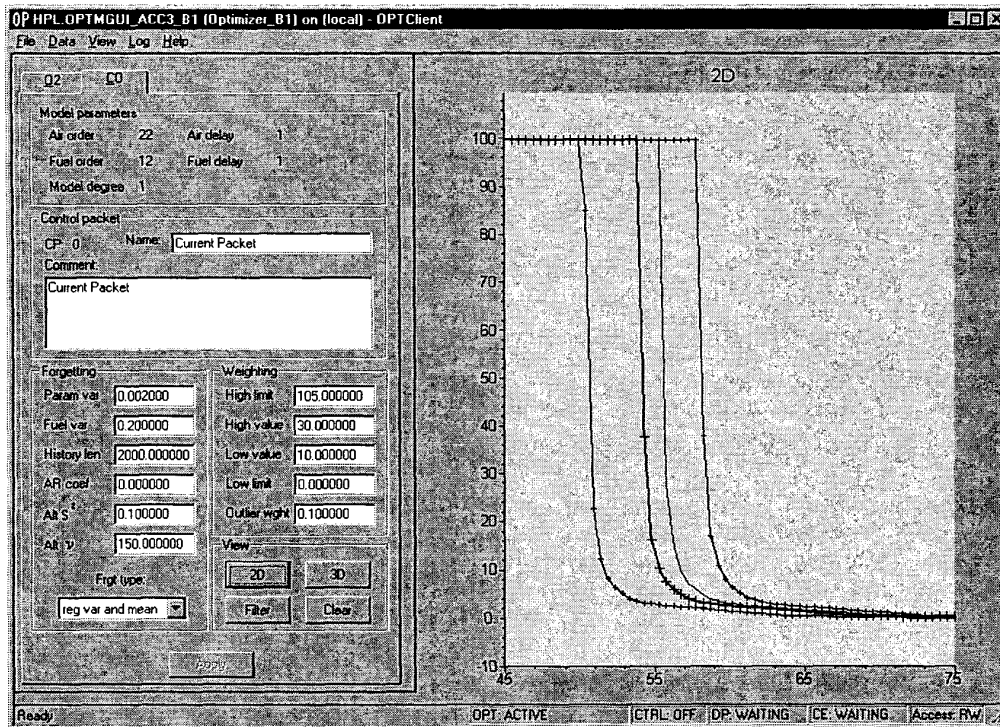 HPL.OPTMGUI_ACC3_B1 (Optimizer_B1) on (local) - OPTClient
File Data View Log Help
O2 CO
Model parameters
Air order 22 Air delay 1
Fuel order 12 Fuel delay 1
Model degree 1
Control packet
CP 0 Name: Current Packet
Comment:
Current Packet
Forgetting
Param var 0.002000
Fuel var 0.200000
History len 2000.000000
AR coef 0.000000
Alt S 0.100000
Alt ν 150.000000
Frgt type:
reg var and mean
Weighting
High limit 105.000000
High value 30.000000
Low value 10.000000
Low limit 0.000000
Outlier wght 0.100000
View
2D 3D
Filter Clear
Apply
2D
100
90
80
70
60
50
40
30
20
10
0
-10
45 55 65 75
Ready OPT: ACTIVE CTRL: OFF DP: WAITING CE: WAITING Access: RW